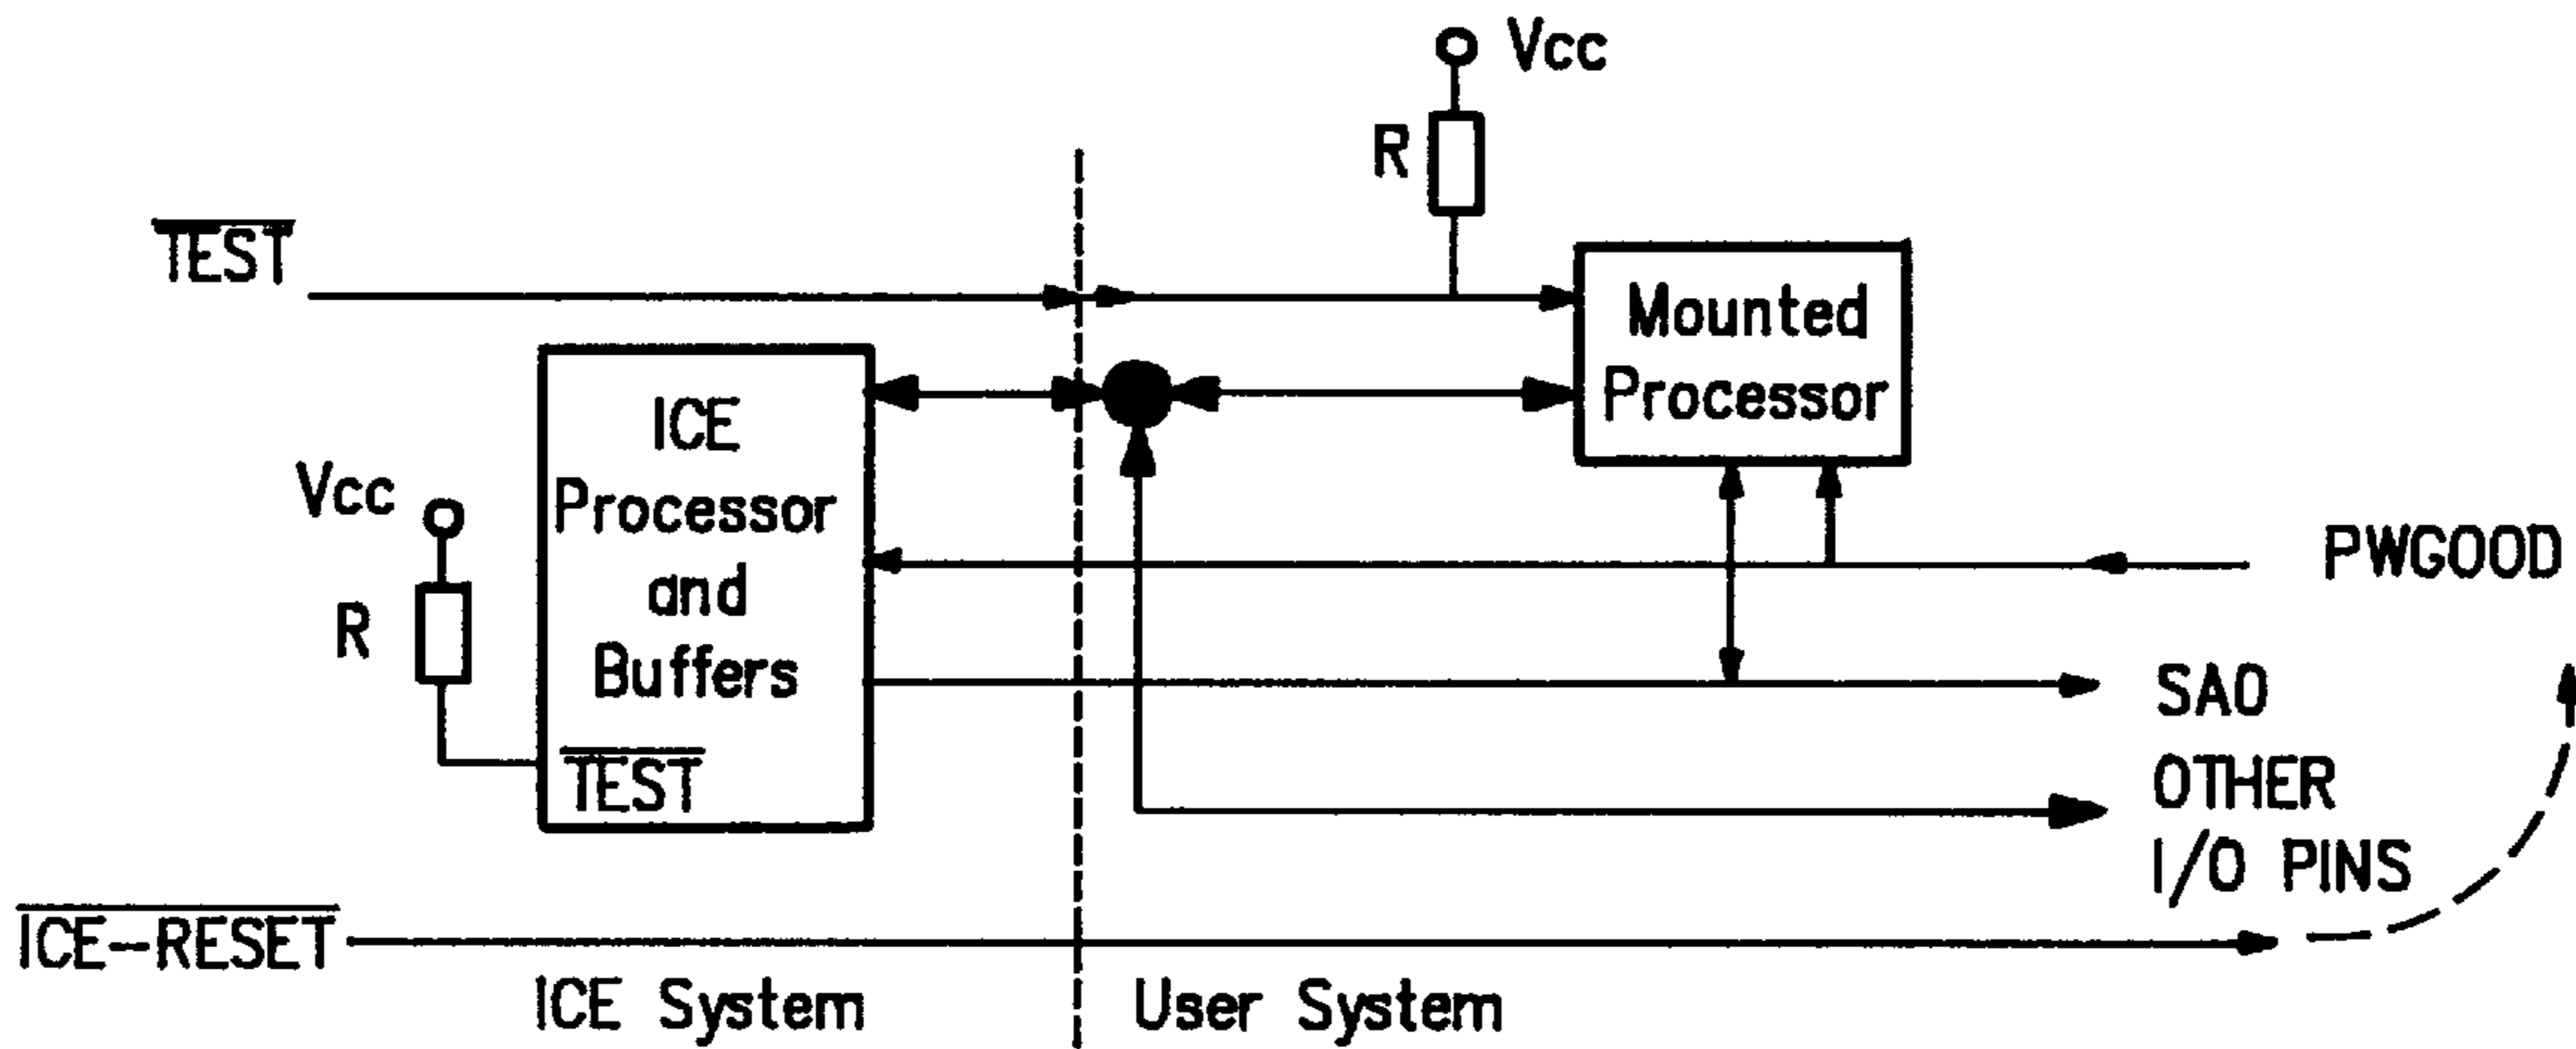 Vcc
R
TEST
Mounted
Processor
ICE
Processor
and
Buffers
TEST
Vcc
R
PWGOOD
SA0
OTHER
I/O PINS
ICE-RESET
ICE System
User System